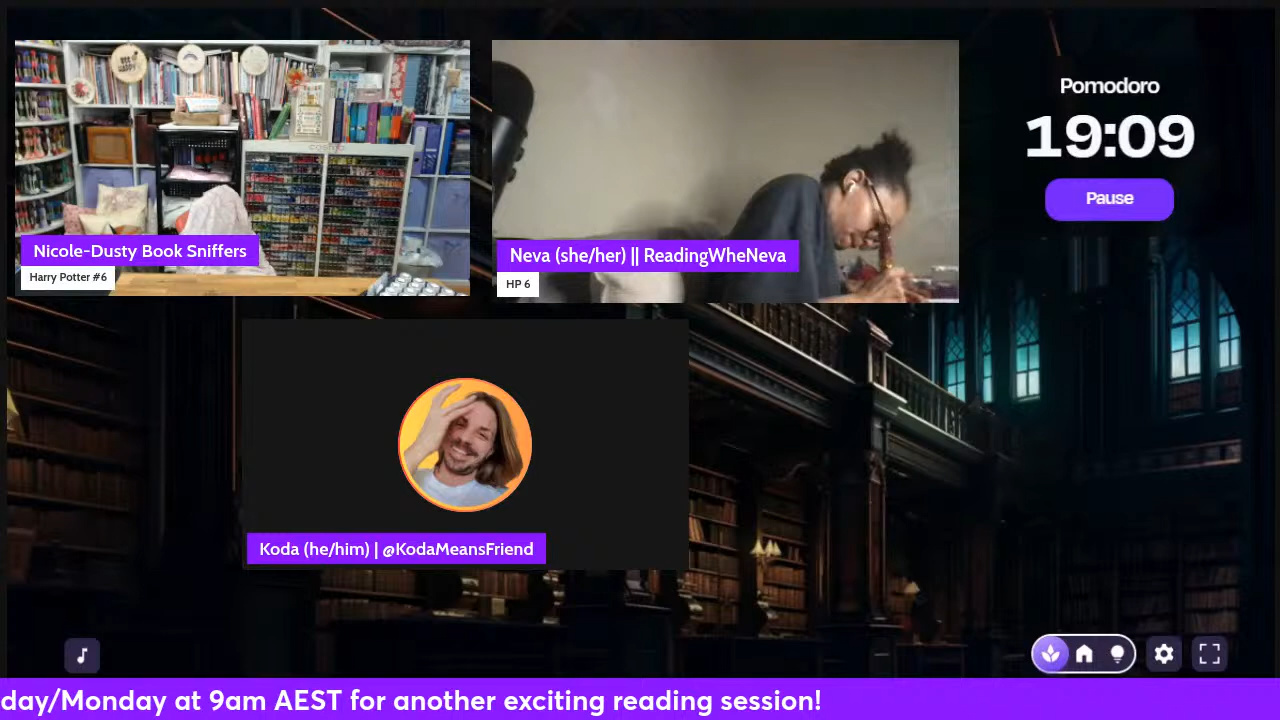 Pomodoro
19:09
Pause
Nicole-Dusty Book Sniffers
Harry Potter #6
Neva (she/her) || ReadingWheNeva
HP 6
Koda (he/him) | @KodaMeansFriend
day/Monday at 9am AEST for another exciting reading session!